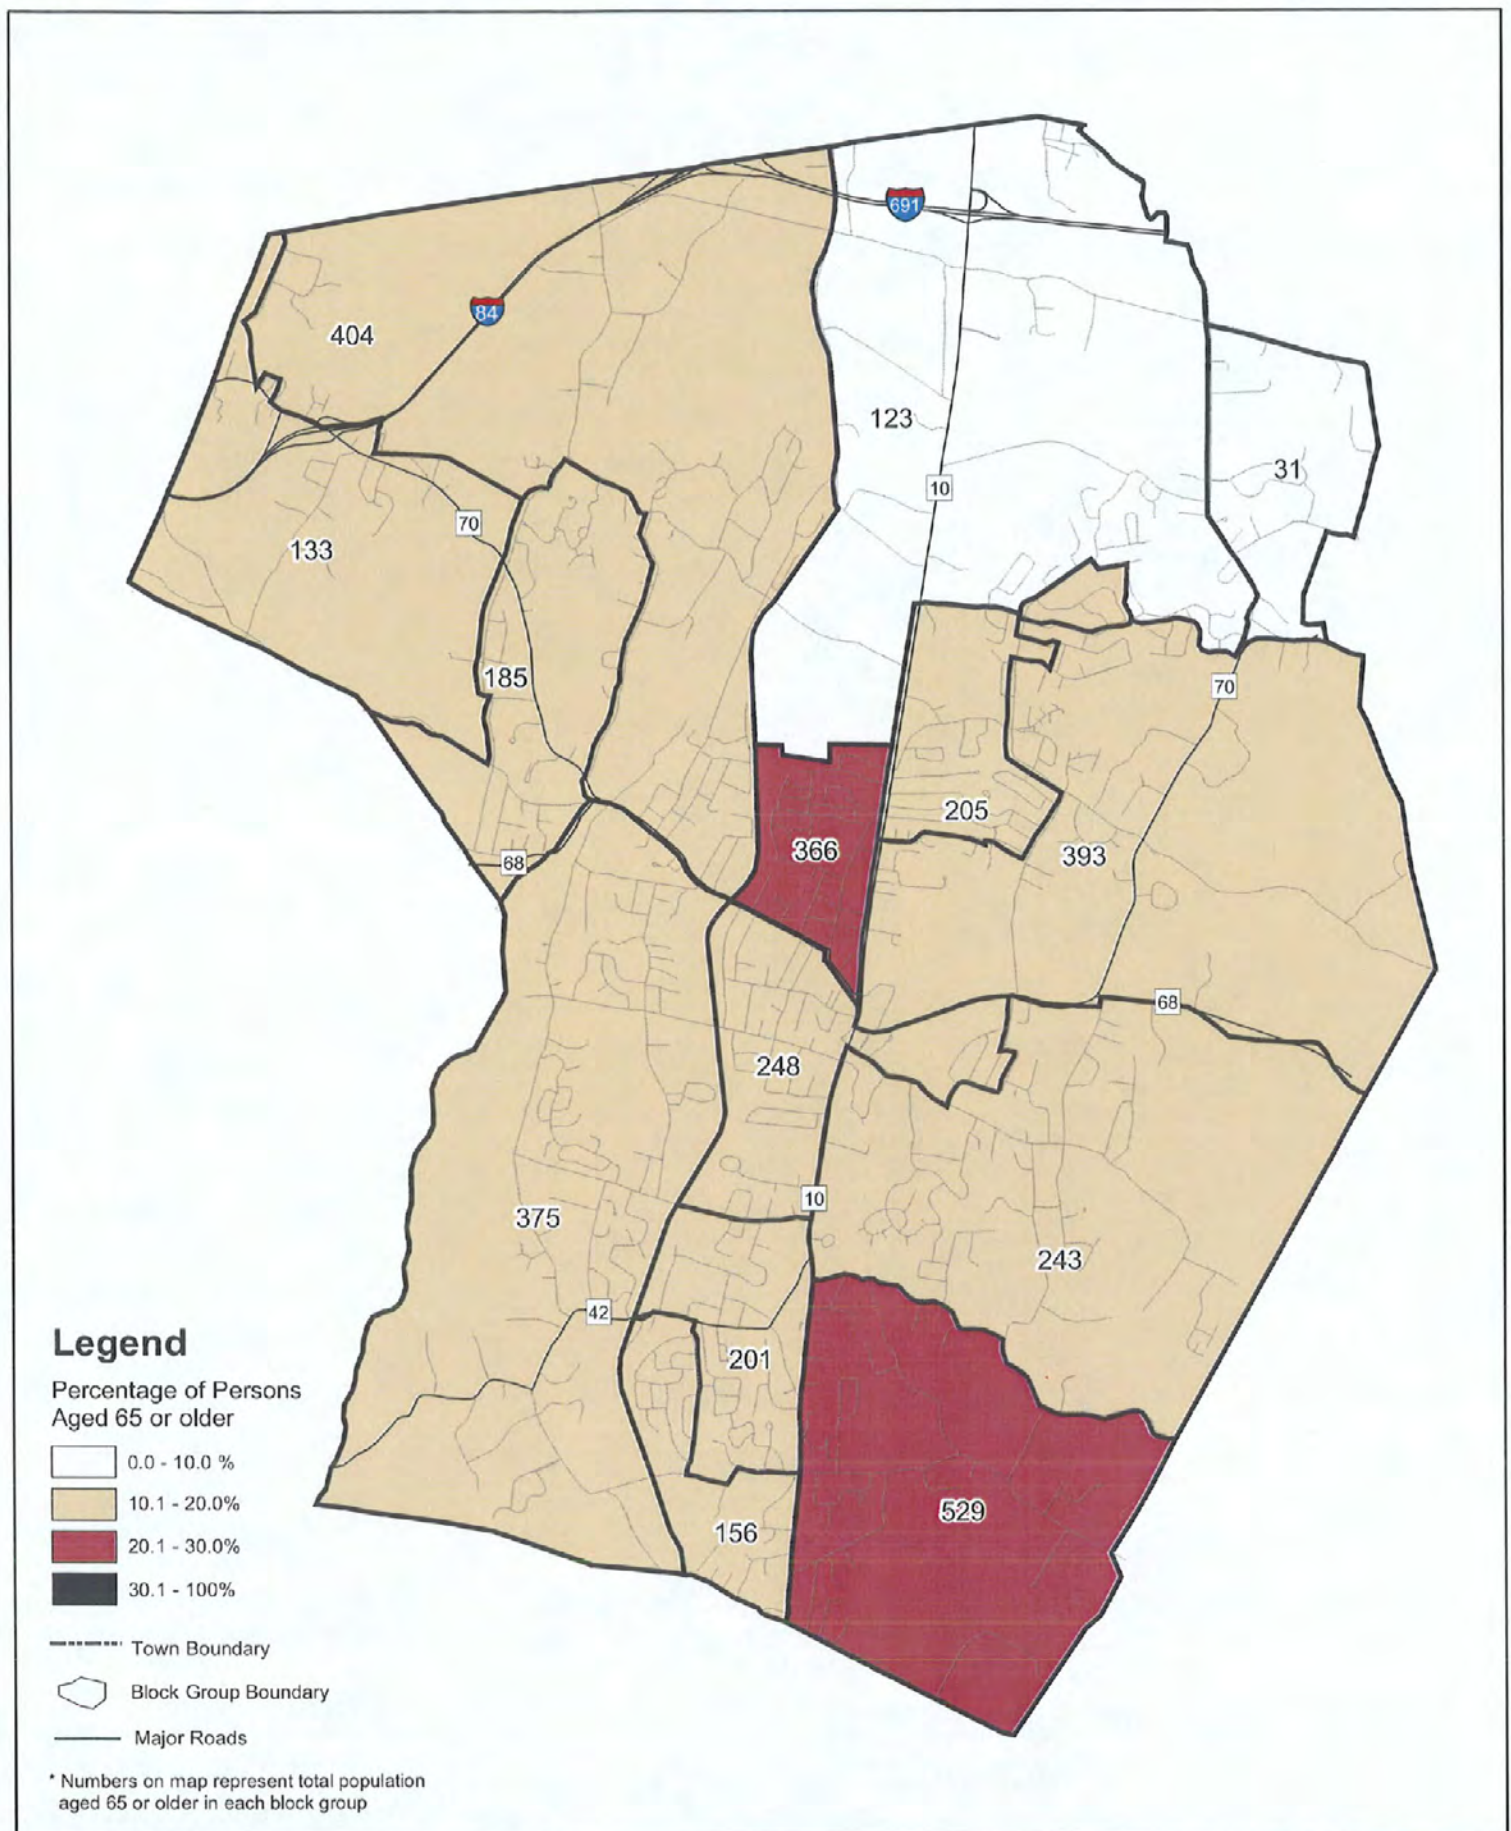 691
84
404
123
31
10
70
133
185
70
205
366
393
68
68
248
10
375
243
42
201
529
156
Legend
Percentage of Persons
Aged 65 or older
0.0 - 10.0 %
10.1 - 20.0%
20.1 - 30.0%
30.1 - 100%
Town Boundary
Block Group Boundary
Major Roads
* Numbers on map represent total population
aged 65 or older in each block group